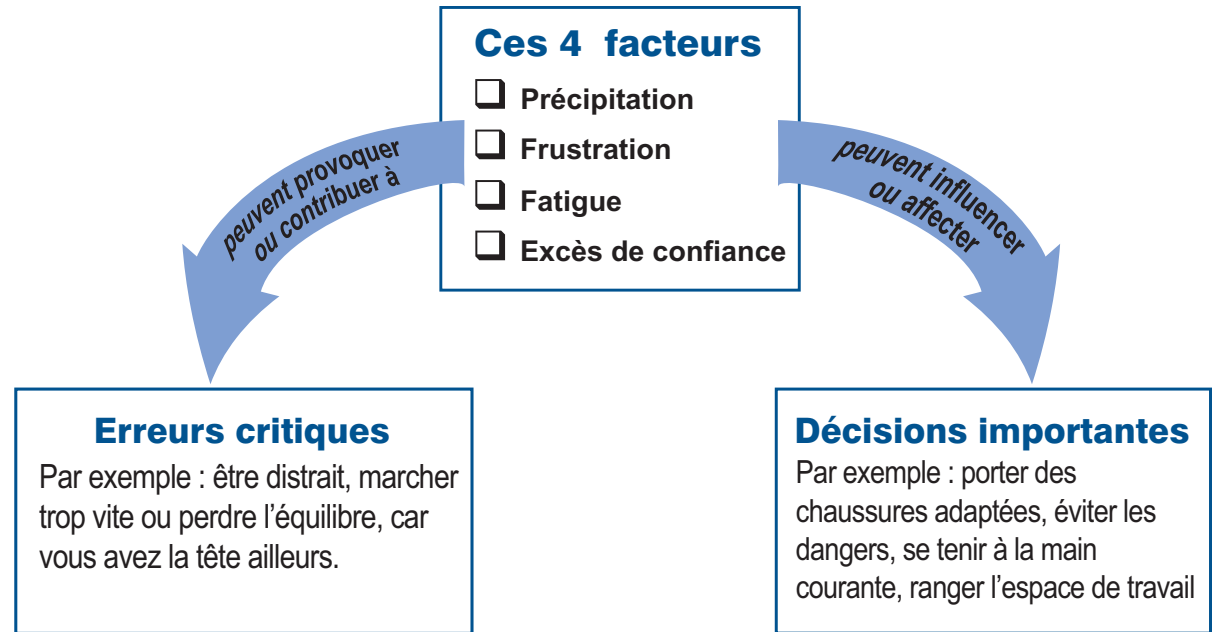 Ces 4 facteurs
❑ Précipitation
❑ Frustration
❑ Fatigue
❑ Excès de confiance
peuvent provoquer
ou contribuer à
peuvent influencer
ou affecter
Erreurs critiques
Par exemple : être distrait, marcher
trop vite ou perdre l’équilibre, car
vous avez la tête ailleurs.
Décisions importantes
Par exemple : porter des
chaussures adaptées, éviter les
dangers, se tenir à la main
courante, ranger l’espace de travail